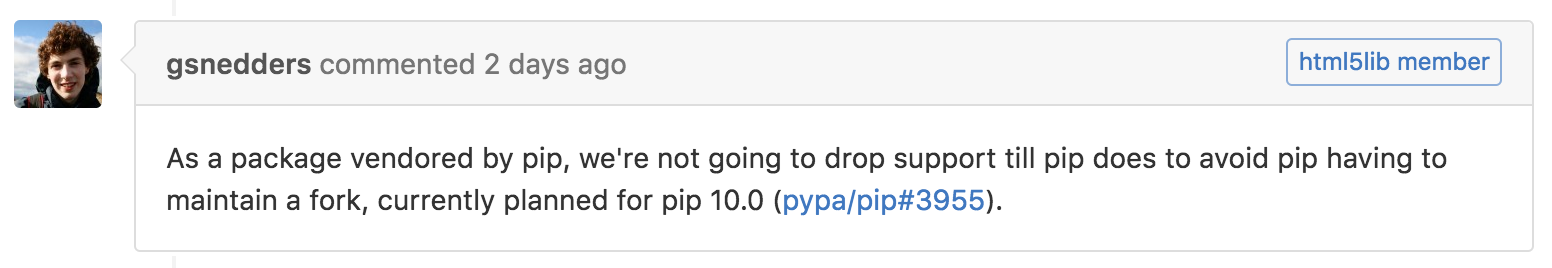 gsnedders commented 2 days ago
html5lib member
As a package vendored by pip, we're not going to drop support till pip does to avoid pip having to
maintain a fork, currently planned for pip 10.0 (pypa/pip#3955).